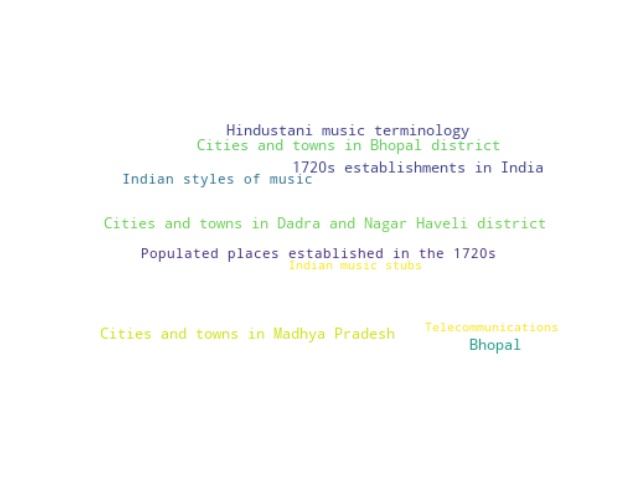 Hindustani music terminology
Cities and towns in Bhopal district
1720s establishments in India
Indian styles of music
Cities and towns in Dadra and Nagar Haveli district
Populated places established in the 1720s
Indian music stubs
Telecommunications
Cities and towns in Madhya Pradesh
Bhopal